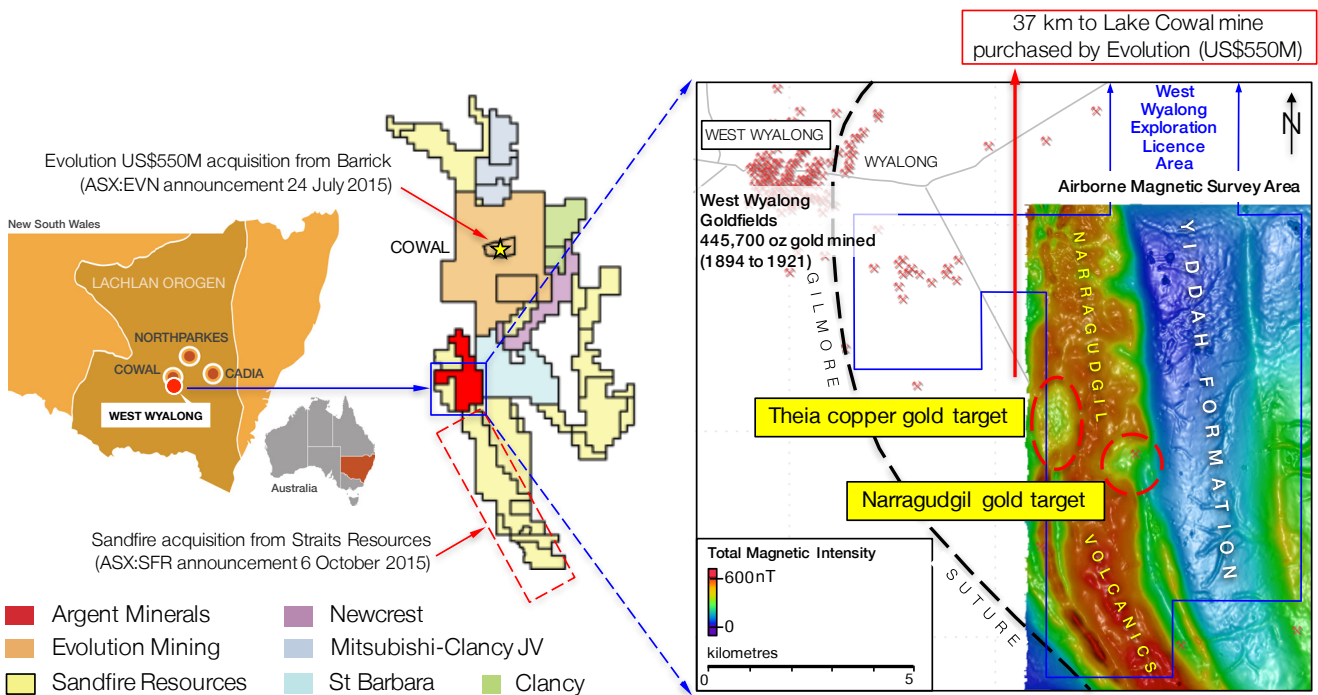 37 km to Lake Cowal mine
purchased by Evolution (US$550M)
Evolution US$550M acquisition from Barrick
(ASX:EVN announcement 24 July 2015)
New South Wales
LACHLAN OROGEN
NORTHPARKES
COWAL
CADIA
WEST WYALONG
Australia
COWAL
Sandfire acquisition from Straits Resources
(ASX:SFR announcement 6 October 2015)
Argent Minerals
Evolution Mining
Sandfire Resources
Newcrest
Mitsubishi-Clancy JV
St Barbara
Clancy
WEST WYALONG
WYALONG
West Wyalong
Goldfields
445,700 oz gold mined
(1894 to 1921)
West
Wyalong
Exploration
Licence
Area
N
Airborne Magnetic Survey Area
GILMORE
SUTURE
NARRAGUDGIL
VOLCANICS
YIDDAH FORMATION
Theia copper gold target
Narragudgil gold target
Total Magnetic Intensity
600nT
0
kilometres
0 5